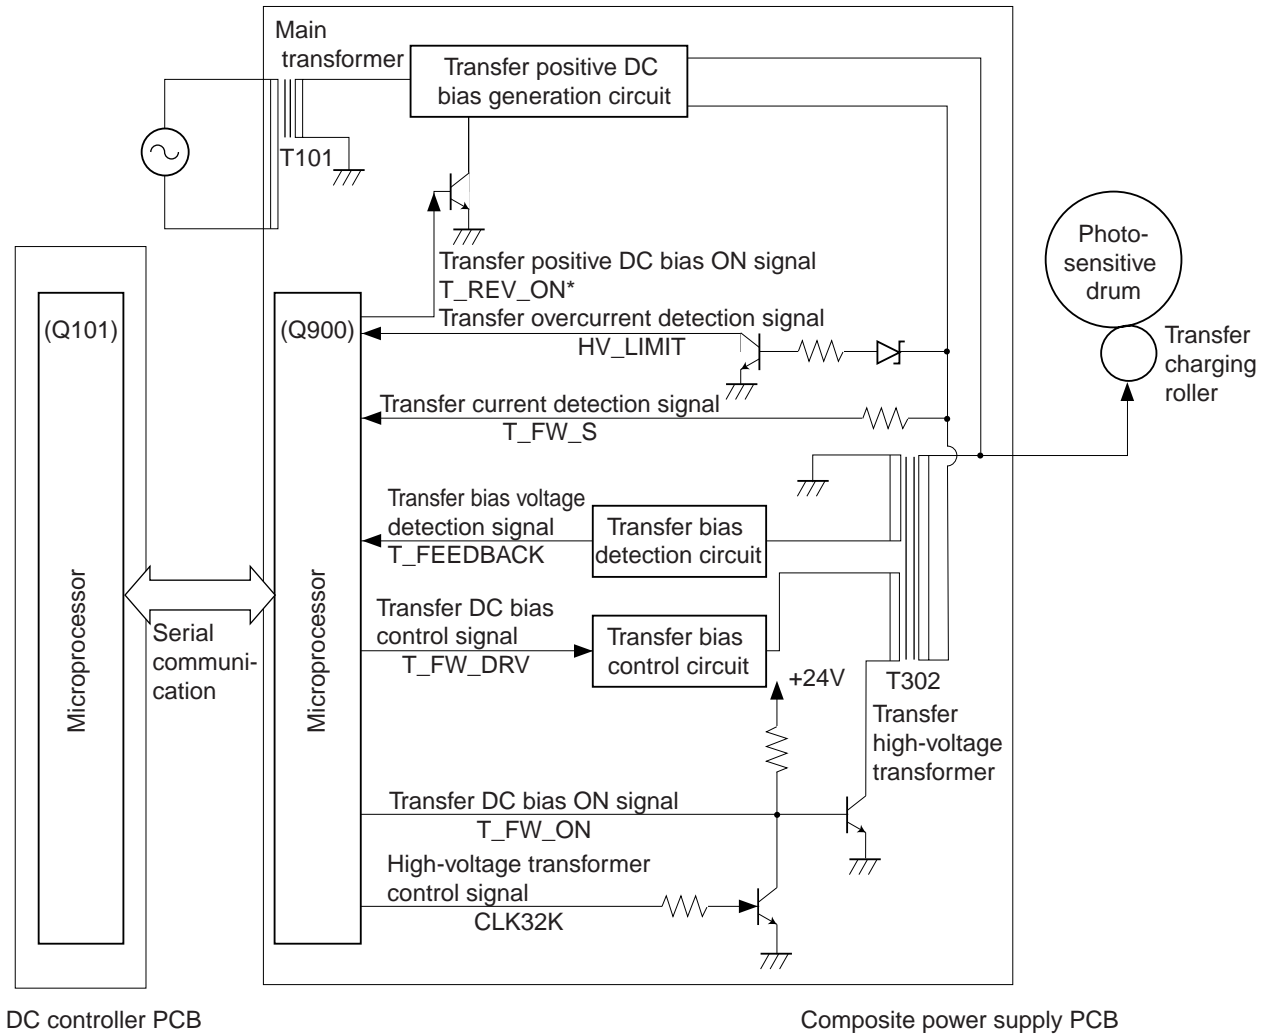 Main
transformer
Transfer positive DC
bias generation circuit
T101
Transfer positive DC bias ON signal
T_REV_ON*
(Q101)
(Q900)
Transfer overcurrent detection signal
HV_LIMIT
Transfer current detection signal
T_FW_S
Photo-
sensitive
drum
Transfer
charging
roller
Transfer bias voltage
detection signal
T_FEEDBACK
Transfer bias
detection circuit
Microprocessor
Microprocessor
Serial
communi-
cation
Transfer DC bias
control signal
T_FW_DRV
Transfer bias
control circuit
+24V
T302
Transfer
high-voltage
transformer
Transfer DC bias ON signal
T_FW_ON
High-voltage transformer
control signal
CLK32K
DC controller PCB
Composite power supply PCB